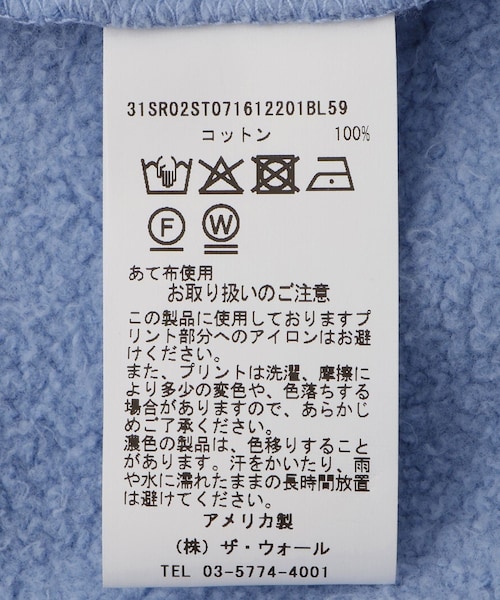 31SR02ST071612201BL59
コットン 100%
F W
あて布使用
お取り扱いのご注意
この製品に使用しておりますプ
リント部分へのアイロンはお避
けください。
また、プリントは洗濯、摩擦に
より多少の変色や、色落ちする
場合がありますので、あらかじ
めご了承ください。
濃色の製品は、色移りすること
があります。汗をかいたり、雨
や水に濡れたままの長時間放置
は避けてください。
アメリカ製
(株) ザ・ウォール
TEL 03-5774-4001